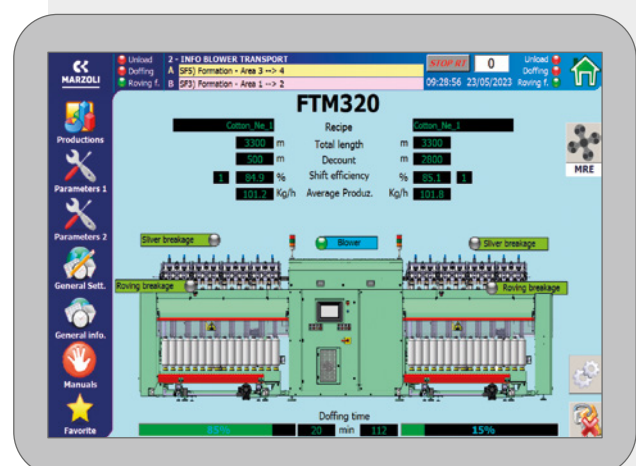 MARZOLI
Unload
Doffing
Roving f.
2 - INFO BLOWER TRANSPORT
A SF5) Formation - Area 3 --> 4
B SF3) Formation - Area 1 --> 2
STOP RT 0
09:28:56 23/05/2023
Unload
Doffing
Roving f.
FTM320
Cotton_Ne_1 Recipe Cotton_Ne_1
3300 m Total length m 3300
500 m Decount m 2800
1 84.9 % Shift efficiency % 85.1 1
101.2 Kg/h Average Produz. Kg/h 101.8
MRE
Productions
Parameters 1
Parameters 2
General Sett.
General info.
Manuals
Favorite
Sliver breakage Blower Sliver breakage
Roving breakage Roving breakage
Doffing time
85% 20 min 112 15%